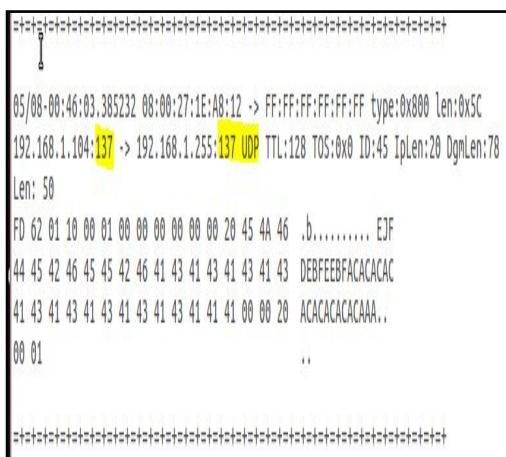 =+=+=+=+=+=+=+=+=+=+=+=+=+=+=+=+=+=+=+=+=+=+=+=+=+=+=+=+=+=+=+=+=+=+=+=+=+
05/08-00:46:03.385232 08:00:27:1E:A8:12 -> FF:FF:FF:FF:FF:FF type:0x800 len:0x5C
192.168.1.104:137 -> 192.168.1.255:137 UDP TTL:128 TOS:0x0 ID:45 IpLen:20 DgmLen:78
Len: 50
FD 62 01 10 00 01 00 00 00 00 00 00 20 45 4A 46 .b.......... EJF
44 45 42 46 45 45 42 46 41 43 41 43 41 43 41 43 DEBFEEBFACACACAC
41 43 41 43 41 43 41 43 41 43 41 41 41 00 00 20 ACACACACACAAA..
00 01 ..
=+=+=+=+=+=+=+=+=+=+=+=+=+=+=+=+=+=+=+=+=+=+=+=+=+=+=+=+=+=+=+=+=+=+=+=+=+